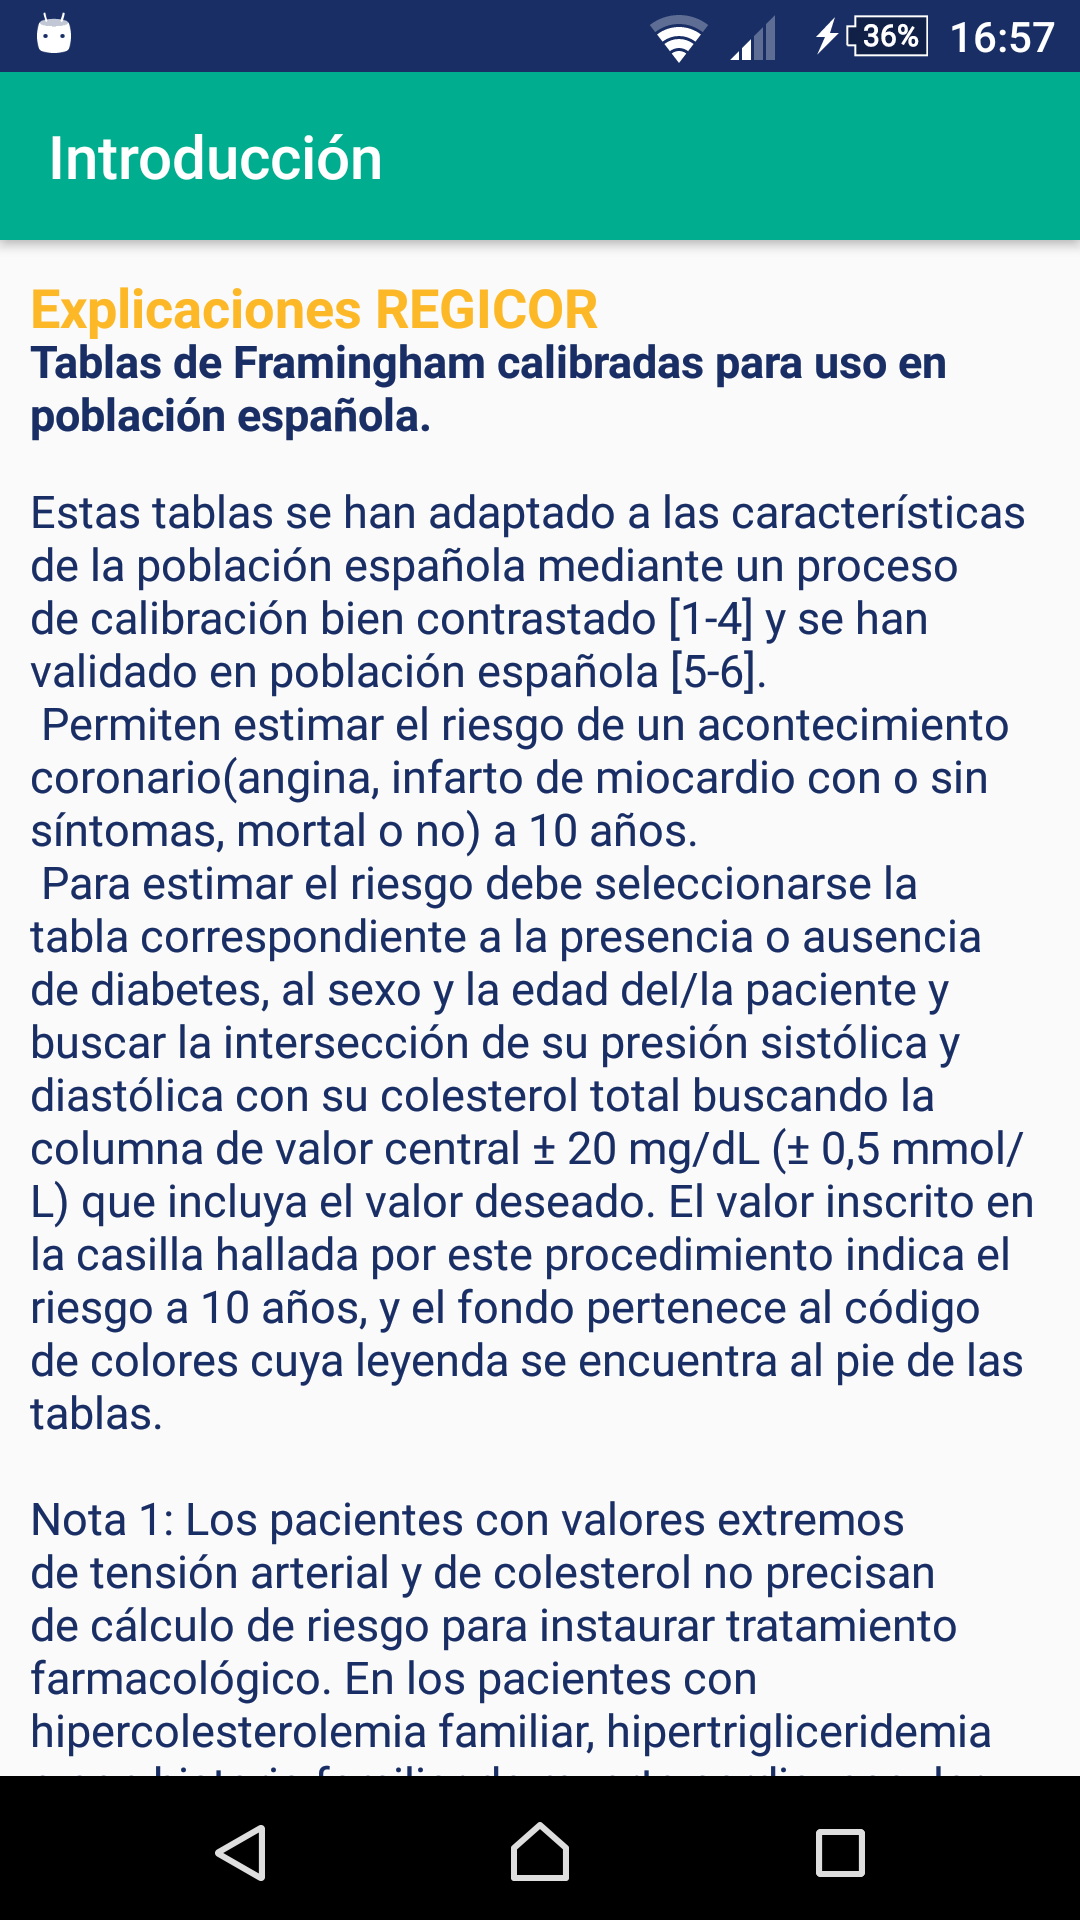 36%
16:57
Introducción
Explicaciones REGICOR
Tablas de Framingham calibradas para uso en
población española.
Estas tablas se han adaptado a las características
de la población española mediante un proceso
de calibración bien contrastado [1-4] y se han
validado en población española [5-6].
Permiten estimar el riesgo de un acontecimiento
coronario(angina, infarto de miocardio con o sin
síntomas, mortal o no) a 10 años.
Para estimar el riesgo debe seleccionarse la
tabla correspondiente a la presencia o ausencia
de diabetes, al sexo y la edad del/la paciente y
buscar la intersección de su presión sistólica y
diastólica con su colesterol total buscando la
columna de valor central ± 20 mg/dL (± 0,5 mmol/
L) que incluya el valor deseado. El valor inscrito en
la casilla hallada por este procedimiento indica el
riesgo a 10 años, y el fondo pertenece al código
de colores cuya leyenda se encuentra al pie de las
tablas.
Nota 1: Los pacientes con valores extremos
de tensión arterial y de colesterol no precisan
de cálculo de riesgo para instaurar tratamiento
farmacológico. En los pacientes con
hipercolesterolemia familiar, hipertrigliceridemia